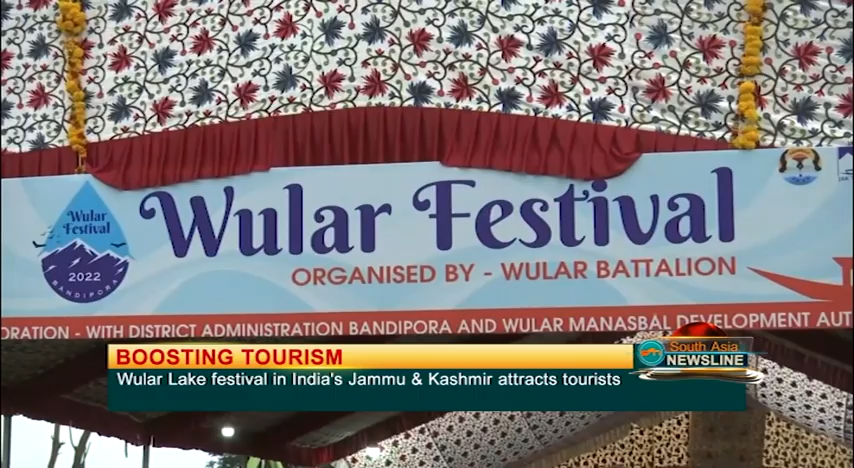 Wular
Festival
2022
BANDIPORA
Wular Festival
ORGANISED BY - WULAR BATTALION
ORATION - WITH DISTRICT ADMINISTRATION BANDIPORA AND WULAR MANASBAL DEVELOPMENT AUT
BOOSTING TOURISM
Wular Lake festival in India's Jammu & Kashmir attracts tourists
South Asia
NEWSLINE